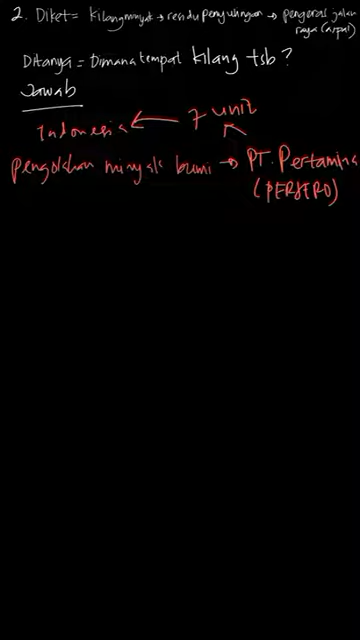 2. Diket = Kilang minyak → residu penyulingan → pengeras jalan
raya (aspal)
Ditanya = Dimana tempat kilang tsb ?
Jawab
Indonesia ← 7 unit
Pengolahan minyak bumi → PT. Pertamina
(PERSERO)